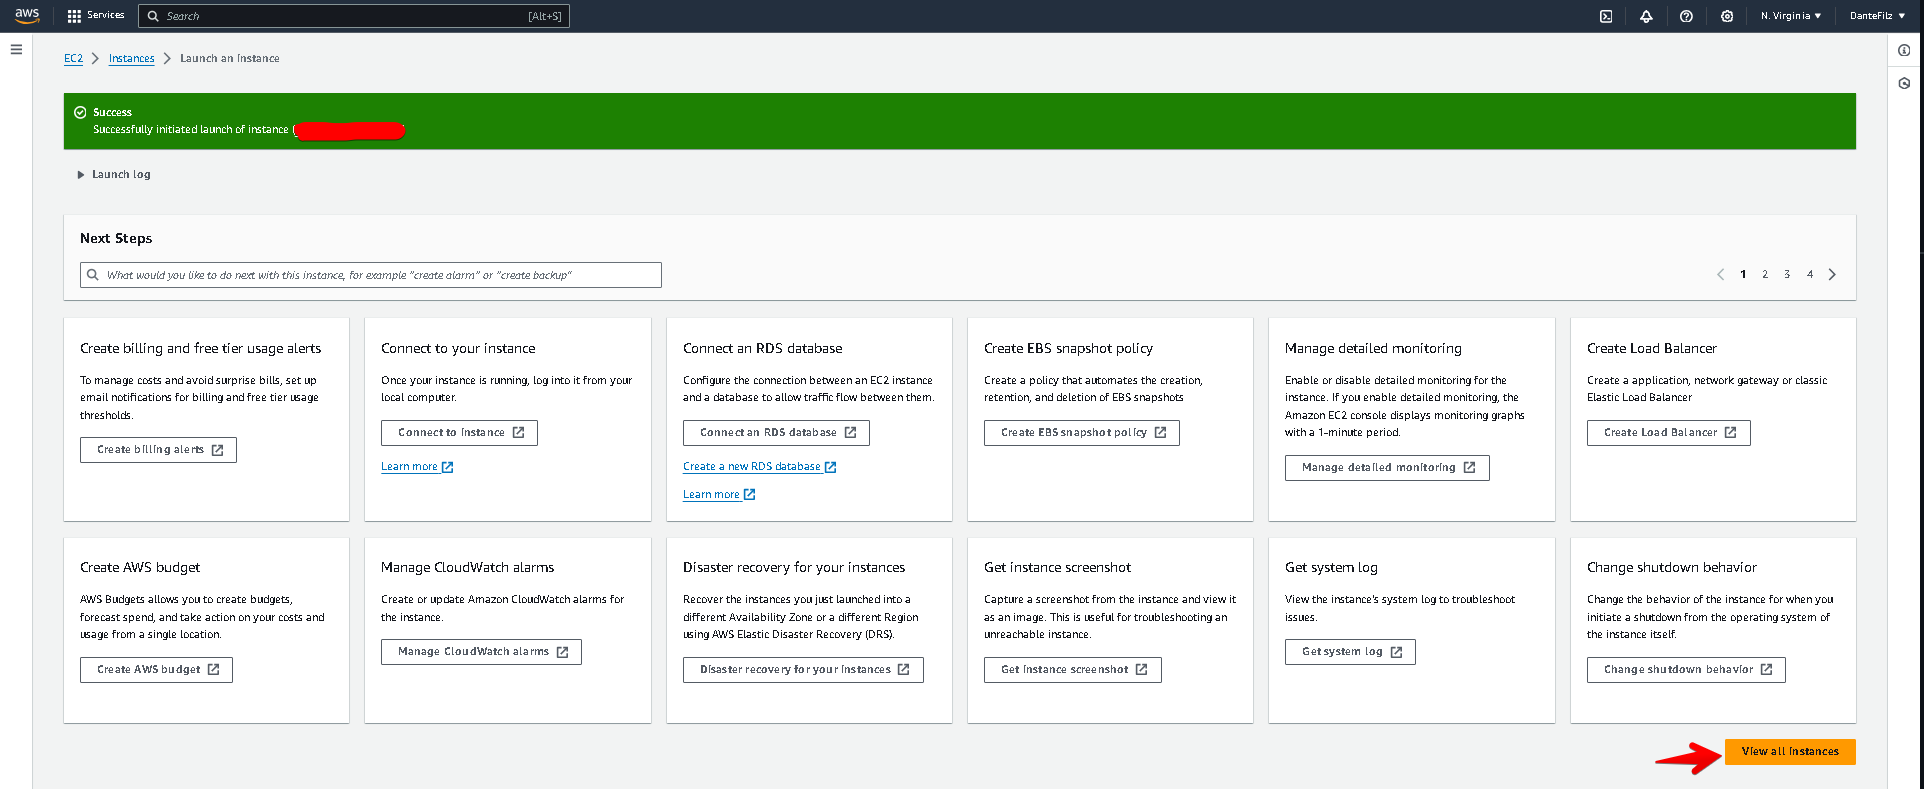 aws
Services
Search
[Alt+S]
N. Virginia
DanteFilz
EC2
Instances
Launch an instance
Success
Successfully initiated launch of instance
Launch log
Next Steps
What would you like to do next with this instance, for example "create alarm" or "create backup"
1 2 3 4
Create billing and free tier usage alerts
To manage costs and avoid surprise bills, set up
email notifications for billing and free tier usage
thresholds.
Create billing alerts
Connect to your instance
Once your instance is running, log into it from your
local computer.
Connect to instance
Learn more
Connect an RDS database
Configure the connection between an EC2 instance
and a database to allow traffic flow between them.
Connect an RDS database
Create a new RDS database
Learn more
Create EBS snapshot policy
Create a policy that automates the creation,
retention, and deletion of EBS snapshots
Create EBS snapshot policy
Manage detailed monitoring
Enable or disable detailed monitoring for the
instance. If you enable detailed monitoring, the
Amazon EC2 console displays monitoring graphs
with a 1-minute period.
Manage detailed monitoring
Create Load Balancer
Create a application, network gateway or classic
Elastic Load Balancer
Create Load Balancer
Create AWS budget
AWS Budgets allows you to create budgets,
forecast spend, and take action on your costs and
usage from a single location.
Create AWS budget
Manage CloudWatch alarms
Create or update Amazon CloudWatch alarms for
the instance.
Manage CloudWatch alarms
Disaster recovery for your instances
Recover the instances you just launched into a
different Availability Zone or a different Region
using AWS Elastic Disaster Recovery (DRS).
Disaster recovery for your instances
Get instance screenshot
Capture a screenshot from the instance and view it
as an image. This is useful for troubleshooting an
unreachable instance.
Get instance screenshot
Get system log
View the instance's system log to troubleshoot
issues.
Get system log
Change shutdown behavior
Change the behavior of the instance for when you
initiate a shutdown from the operating system of
the instance itself.
Change shutdown behavior
View all instances